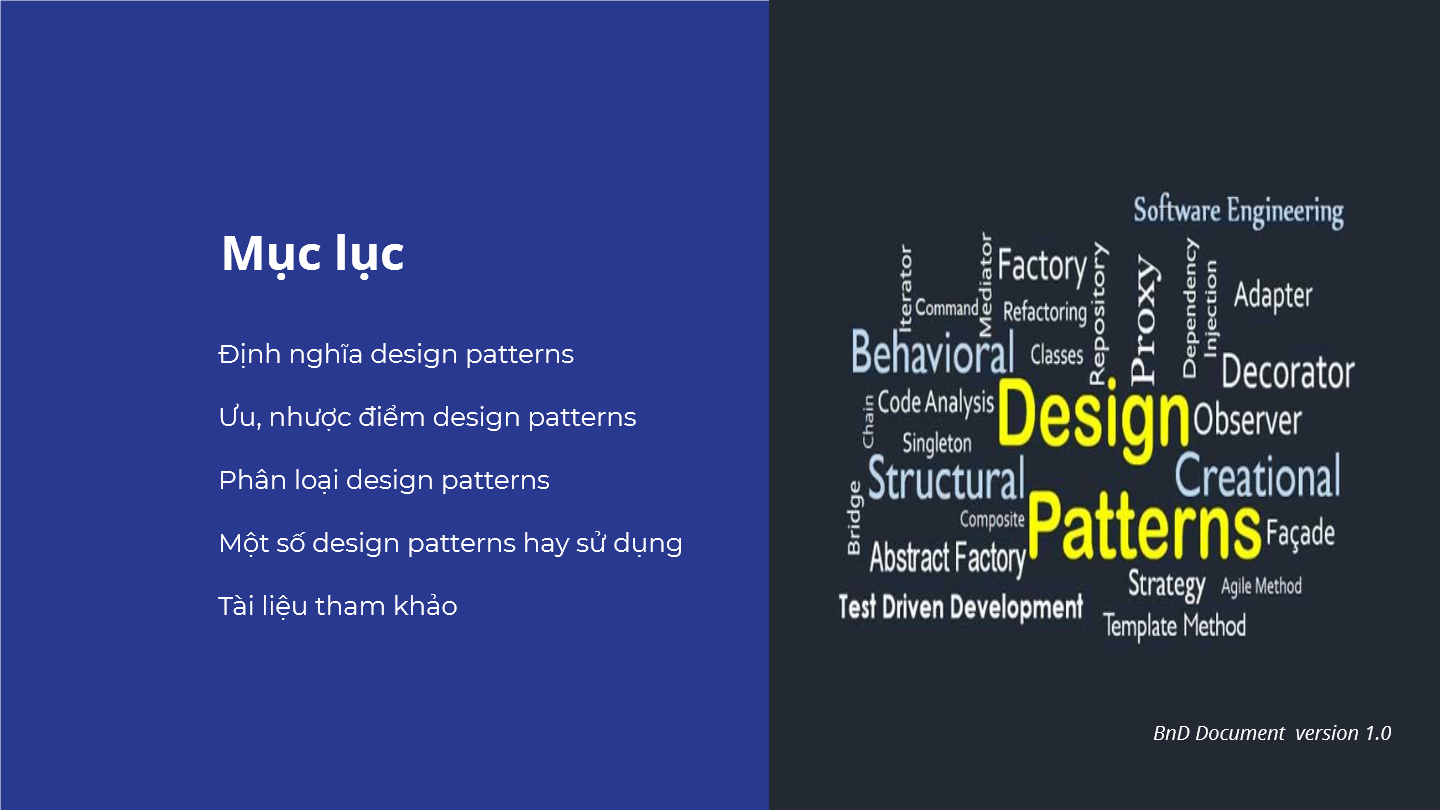 Mục lục
Định nghĩa design patterns
Ưu, nhược điểm design patterns
Phân loại design patterns
Một số design patterns hay sử dụng
Tài liệu tham khảo
Software Engineering
Iterator
Command
Mediator
Factory
Refactoring
Repository
Proxy
Dependency
Injection
Adapter
Behavioral
Classes
Decorator
Chain
Code Analysis
Design
Observer
Singleton
Structural
Creational
Bridge
Composite
Patterns
Façade
Abstract Factory
Strategy
Agile Method
Test Driven Development
Template Method
BnD Document version 1.0